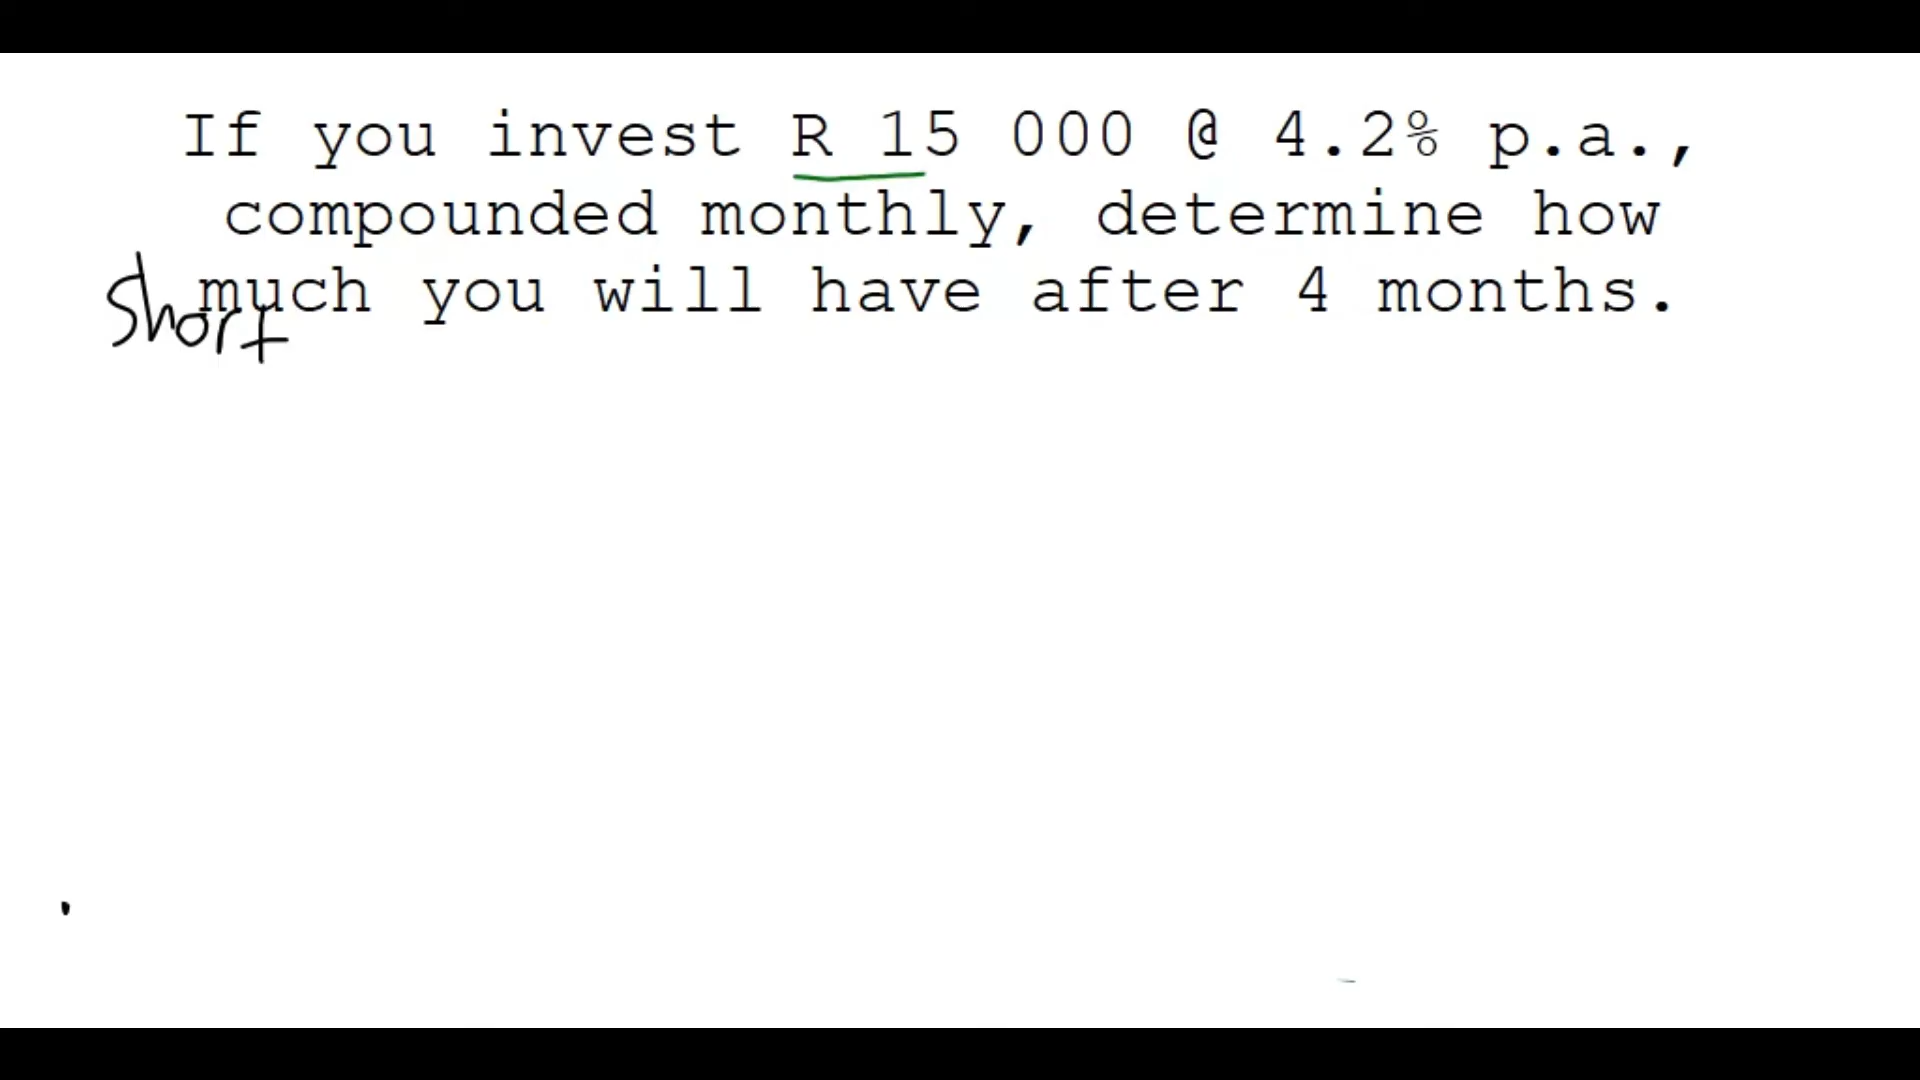 If you invest R 15 000 @ 4.2% p.a.,
compounded monthly, determine how
much you will have after 4 months.
Short